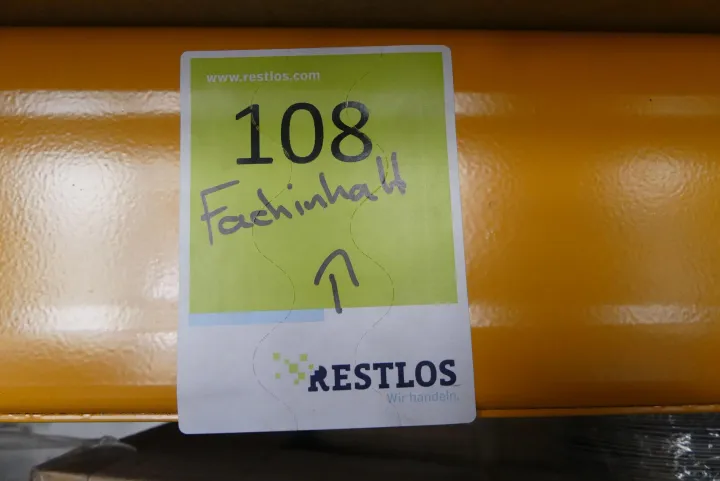 www.restlos.com
108
Fachinhalt
↑
RESTLOS
Wir handeln.